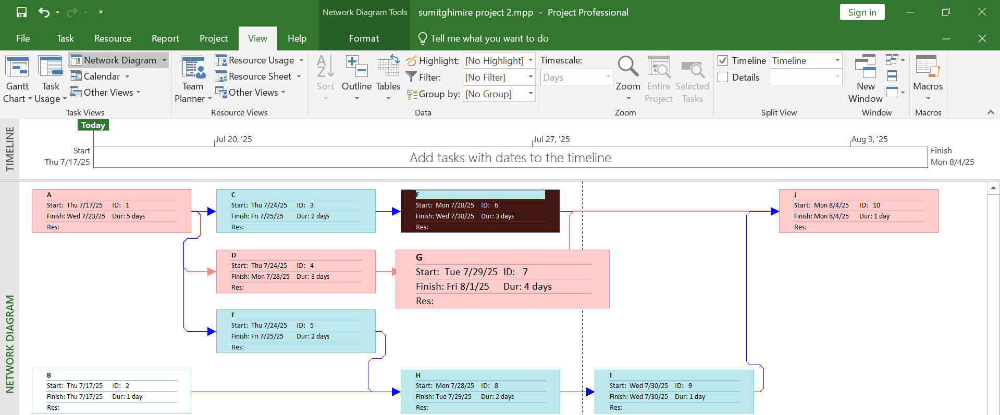 Network Diagram Tools
sumitghimire project 2.mpp - Project Professional
Sign in
File Task Resource Report Project View Help Format Tell me what you want to do
Gantt Chart
Task Usage
Network Diagram
Calendar
Other Views
Task Views
Team Planner
Resource Usage
Resource Sheet
Other Views
Resource Views
Sort
Outline
Tables
Highlight: [No Highlight]
Filter: [No Filter]
Group by: [No Group]
Data
Timescale:
Days
Zoom
Entire Project
Selected Tasks
Zoom
Timeline Timeline
Details
Split View
New Window
Window
Macros
Macros
TIMELINE
Today
Jul 20, '25
Jul 27, '25
Aug 3, '25
Start
Thu 7/17/25
Add tasks with dates to the timeline
Finish
Mon 8/4/25
NETWORK DIAGRAM
A
Start: Thu 7/17/25 ID: 1
Finish: Wed 7/23/25 Dur: 5 days
Res:
C
Start: Thu 7/24/25 ID: 3
Finish: Fri 7/25/25 Dur: 2 days
Res:
F
Start: Mon 7/28/25 ID: 6
Finish: Wed 7/30/25 Dur: 3 days
Res:
J
Start: Mon 8/4/25 ID: 10
Finish: Mon 8/4/25 Dur: 1 day
Res:
D
Start: Thu 7/24/25 ID: 4
Finish: Mon 7/28/25 Dur: 3 days
Res:
G
Start: Tue 7/29/25 ID: 7
Finish: Fri 8/1/25 Dur: 4 days
Res:
E
Start: Thu 7/24/25 ID: 5
Finish: Fri 7/25/25 Dur: 2 days
Res:
B
Start: Thu 7/17/25 ID: 2
Finish: Thu 7/17/25 Dur: 1 day
Res:
H
Start: Mon 7/28/25 ID: 8
Finish: Tue 7/29/25 Dur: 2 days
Res:
I
Start: Wed 7/30/25 ID: 9
Finish: Wed 7/30/25 Dur: 1 day
Res: